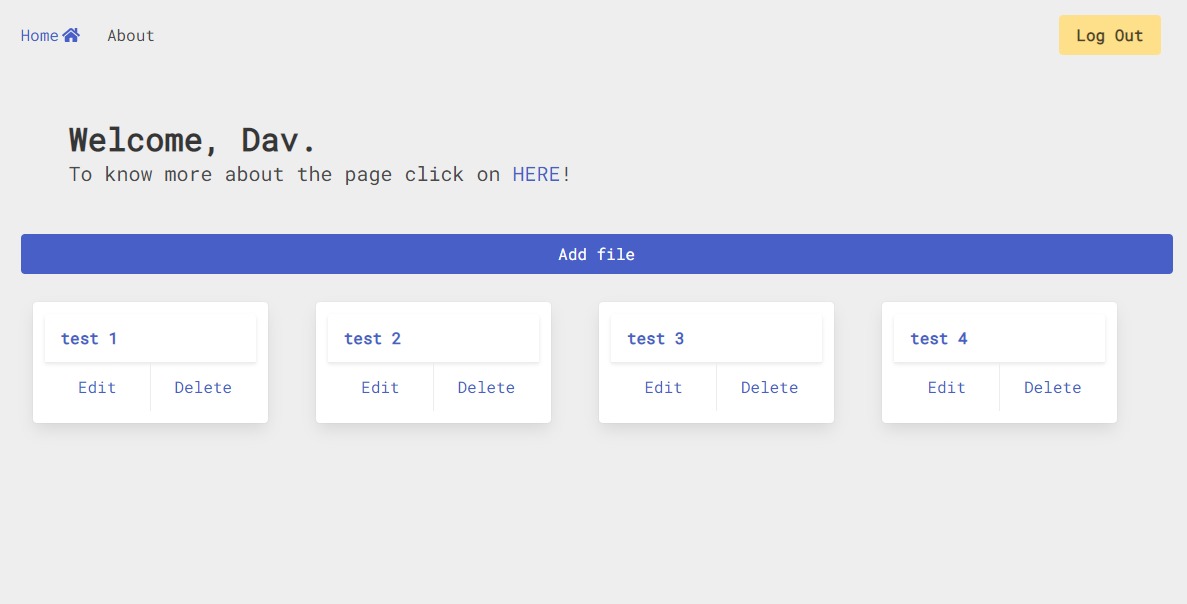 Home About Log Out
Welcome, Dav.
To know more about the page click on HERE!
Add file
test 1 test 2 test 3 test 4
Edit Delete Edit Delete Edit Delete Edit Delete